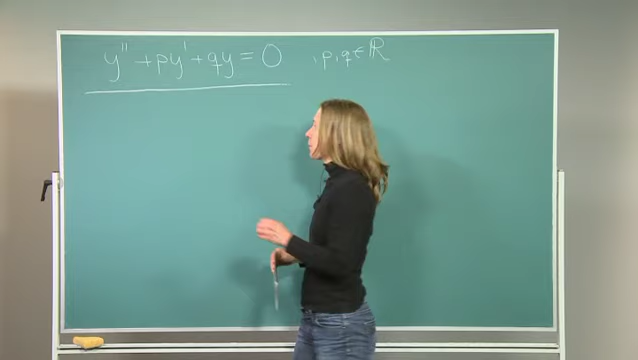 y'' + py' + qy = 0 , p, q ∈ ℝ